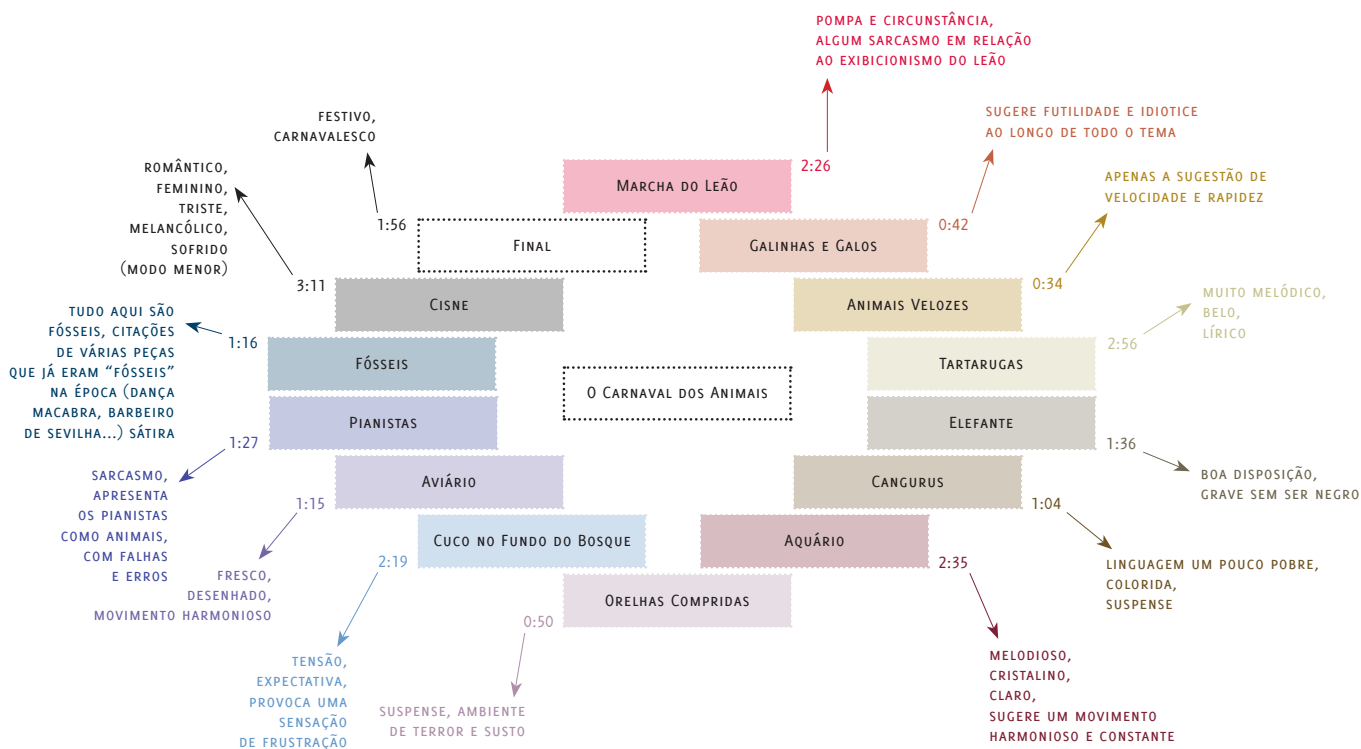 POMPA E CIRCUNSTÂNCIA,
ALGUM SARCASMO EM RELAÇÃO
AO EXIBICIONISMO DO LEÃO
2:26
MARCHA DO LEÃO
SUGERE FUTILIDADE E IDIOTICE
AO LONGO DE TODO O TEMA
0:42
GALINHAS E GALOS
APENAS A SUGESTÃO DE
VELOCIDADE E RAPIDEZ
0:34
ANIMAIS VELOZES
MUITO MELÓDICO,
BELO,
LÍRICO
2:56
TARTARUGAS
ELEFANTE
1:36
BOA DISPOSIÇÃO,
GRAVE SEM SER NEGRO
CANGURUS
1:04
LINGUAGEM UM POUCO POBRE,
COLORIDA,
SUSPENSE
AQUÁRIO
2:35
MELODIOSO,
CRISTALINO,
CLARO,
SUGERE UM MOVIMENTO
HARMONIOSO E CONSTANTE
ORELHAS COMPRIDAS
0:50
SUSPENSE, AMBIENTE
DE TERROR E SUSTO
CUCO NO FUNDO DO BOSQUE
2:19
TENSÃO,
EXPECTATIVA,
PROVOCA UMA
SENSAÇÃO
DE FRUSTRAÇÃO
AVIÁRIO
1:15
FRESCO,
DESENHADO,
MOVIMENTO HARMONIOSO
PIANISTAS
1:27
SARCASMO,
APRESENTA
OS PIANISTAS
COMO ANIMAIS,
COM FALHAS
E ERROS
FÓSSEIS
1:16
TUDO AQUI SÃO
FÓSSEIS, CITAÇÕES
DE VÁRIAS PEÇAS
QUE JÁ ERAM “FÓSSEIS”
NA ÉPOCA (DANÇA
MACABRA, BARBEIRO
DE SEVILHA...) SÁTIRA
CISNE
3:11
ROMÂNTICO,
FEMININO,
TRISTE,
MELANCÓLICO,
SOFRIDO
(MODO MENOR)
FINAL
1:56
FESTIVO,
CARNAVALESCO
O CARNAVAL DOS ANIMAIS